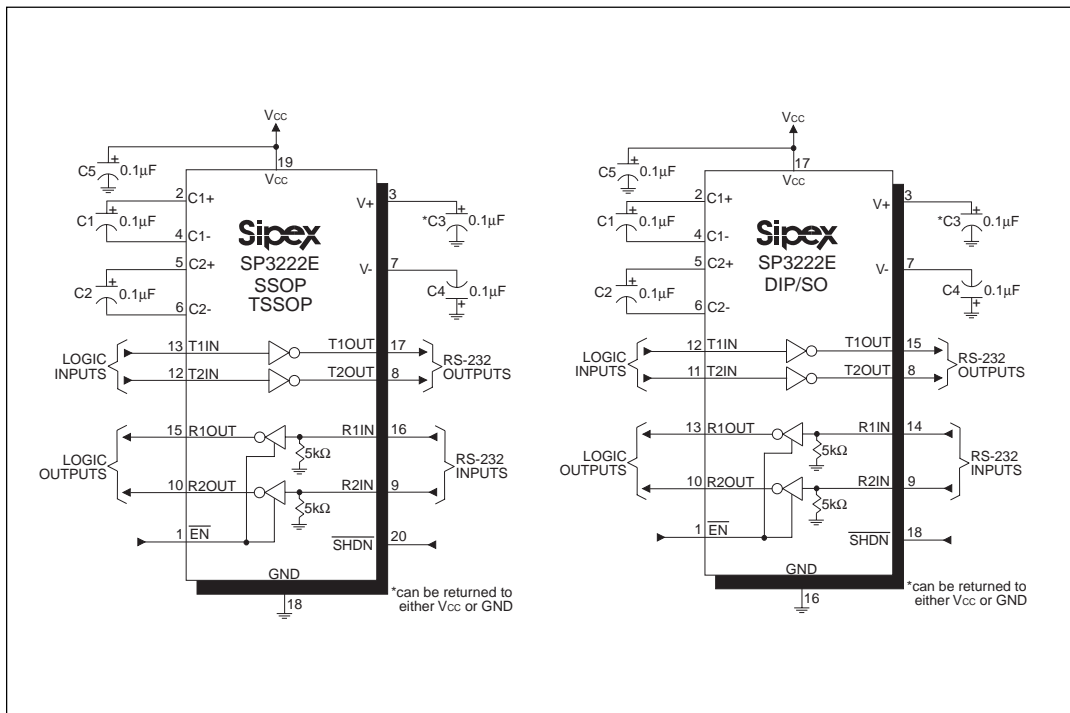 Vcc
C5 + 0.1µF
19
Vcc
2 C1+
C1 + 0.1µF
4 C1-
5 C2+
C2 + 0.1µF
6 C2-
Sipex
SP3222E
SSOP
TSSOP
V+ 3
*C3 + 0.1µF
V- 7
C4 + 0.1µF
LOGIC
INPUTS
13 T1IN T1OUT 17
12 T2IN T2OUT 8
RS-232
OUTPUTS
LOGIC
OUTPUTS
15 R1OUT R1IN 16
5kΩ
10 R2OUT R2IN 9
5kΩ
RS-232
INPUTS
1 EN
SHDN 20
GND
18
*can be returned to
either Vcc or GND
Vcc
C5 + 0.1µF
17
Vcc
2 C1+
C1 + 0.1µF
4 C1-
5 C2+
C2 + 0.1µF
6 C2-
Sipex
SP3222E
DIP/SO
V+ 3
*C3 + 0.1µF
V- 7
C4 + 0.1µF
LOGIC
INPUTS
12 T1IN T1OUT 15
11 T2IN T2OUT 8
RS-232
OUTPUTS
LOGIC
OUTPUTS
13 R1OUT R1IN 14
5kΩ
10 R2OUT R2IN 9
5kΩ
RS-232
INPUTS
1 EN
SHDN 18
GND
16
*can be returned to
either Vcc or GND